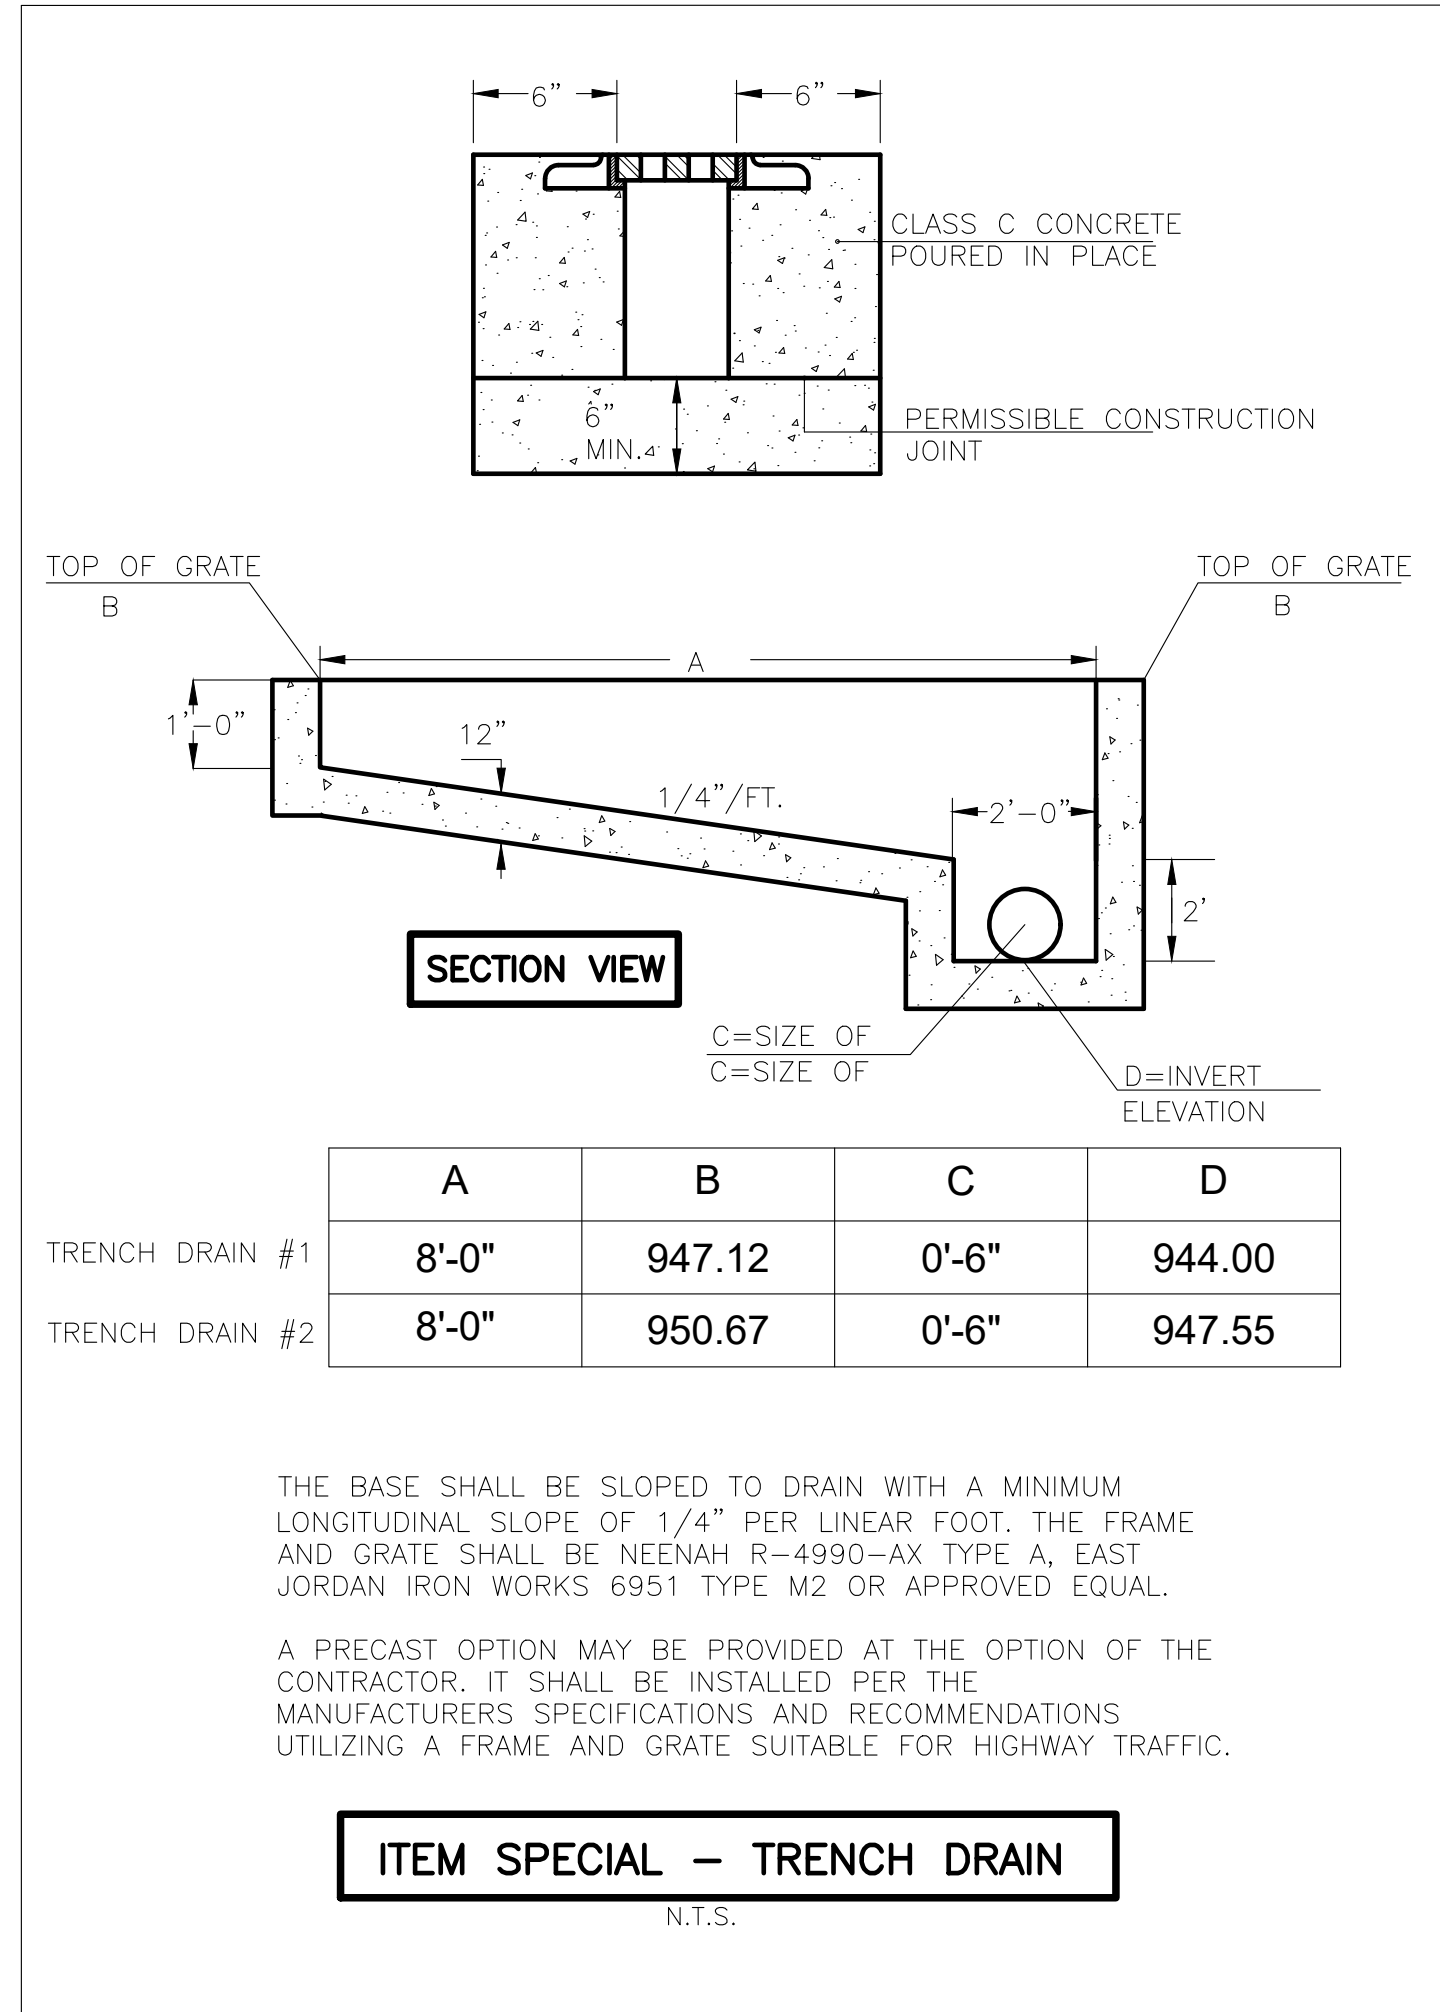 6" 6"
CLASS C CONCRETE
POURED IN PLACE
6"
MIN.
PERMISSIBLE CONSTRUCTION
JOINT
TOP OF GRATE
B
TOP OF GRATE
B
A
1'-0"
12"
1/4"/FT.
2'-0"
2'
SECTION VIEW
C=SIZE OF
C=SIZE OF
D=INVERT
ELEVATION
A B C D
TRENCH DRAIN #1 8'-0" 947.12 0'-6" 944.00
TRENCH DRAIN #2 8'-0" 950.67 0'-6" 947.55
THE BASE SHALL BE SLOPED TO DRAIN WITH A MINIMUM
LONGITUDINAL SLOPE OF 1/4" PER LINEAR FOOT. THE FRAME
AND GRATE SHALL BE NEENAH R-4990-AX TYPE A, EAST
JORDAN IRON WORKS 6951 TYPE M2 OR APPROVED EQUAL.
A PRECAST OPTION MAY BE PROVIDED AT THE OPTION OF THE
CONTRACTOR. IT SHALL BE INSTALLED PER THE
MANUFACTURERS SPECIFICATIONS AND RECOMMENDATIONS
UTILIZING A FRAME AND GRATE SUITABLE FOR HIGHWAY TRAFFIC.
ITEM SPECIAL - TRENCH DRAIN
N.T.S.